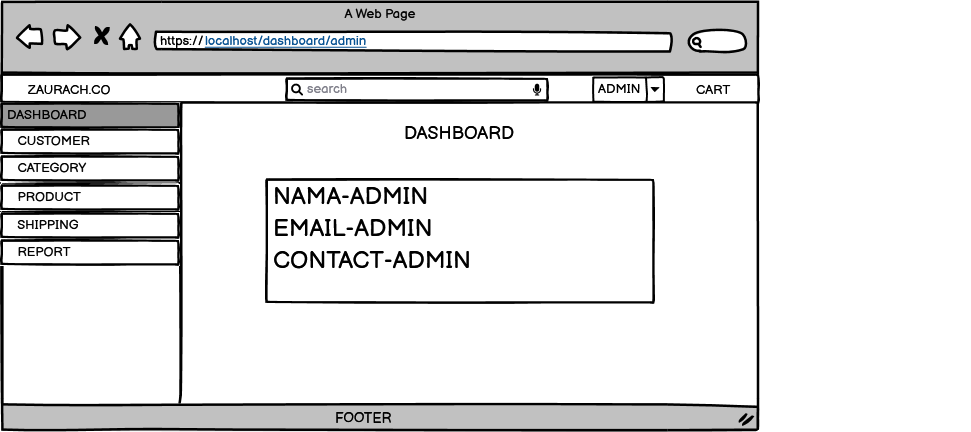 A Web Page
https://localhost/dashboard/admin
ZAURACH.CO search ADMIN CART
DASHBOARD
CUSTOMER
CATEGORY
PRODUCT
SHIPPING
REPORT
DASHBOARD
NAMA-ADMIN
EMAIL-ADMIN
CONTACT-ADMIN
FOOTER